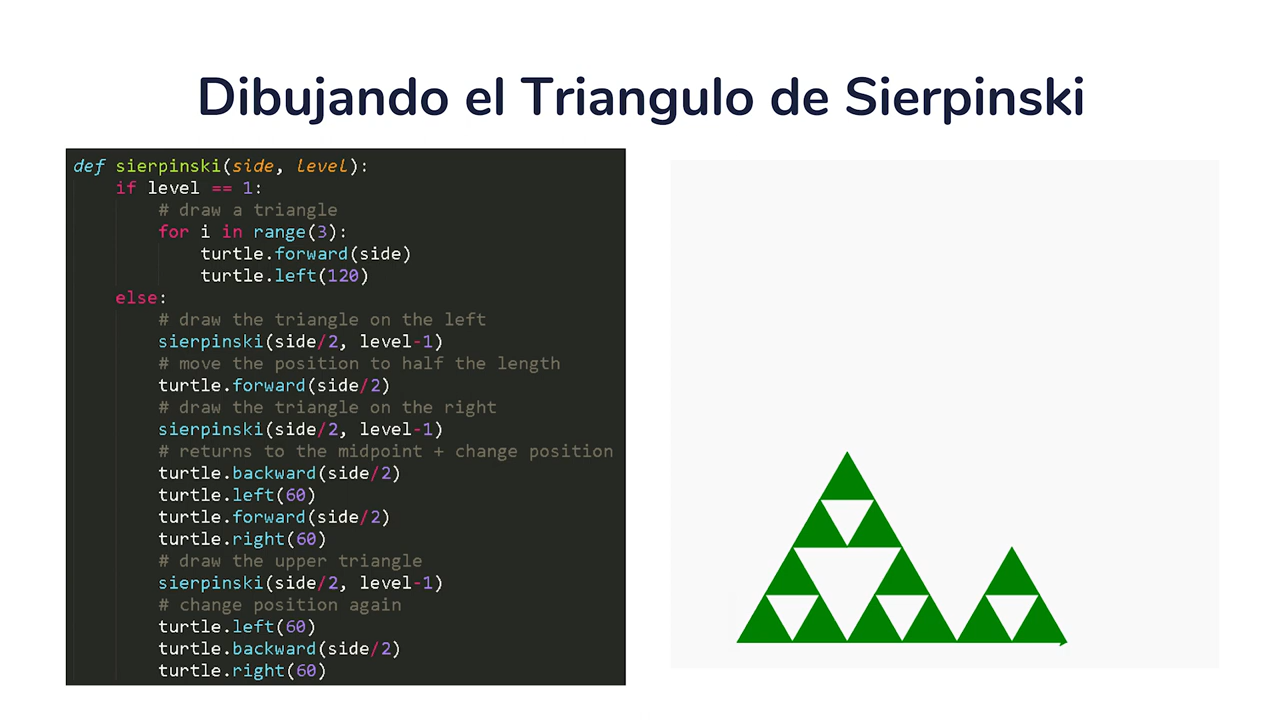 Dibujando el Triangulo de Sierpinski
def sierpinski(side, level):
    if level == 1:
        # draw a triangle
        for i in range(3):
            turtle.forward(side)
            turtle.left(120)
    else:
        # draw the triangle on the left
        sierpinski(side/2, level-1)
        # move the position to half the length
        turtle.forward(side/2)
        # draw the triangle on the right
        sierpinski(side/2, level-1)
        # returns to the midpoint + change position
        turtle.backward(side/2)
        turtle.left(60)
        turtle.forward(side/2)
        turtle.right(60)
        # draw the upper triangle
        sierpinski(side/2, level-1)
        # change position again
        turtle.left(60)
        turtle.backward(side/2)
        turtle.right(60)